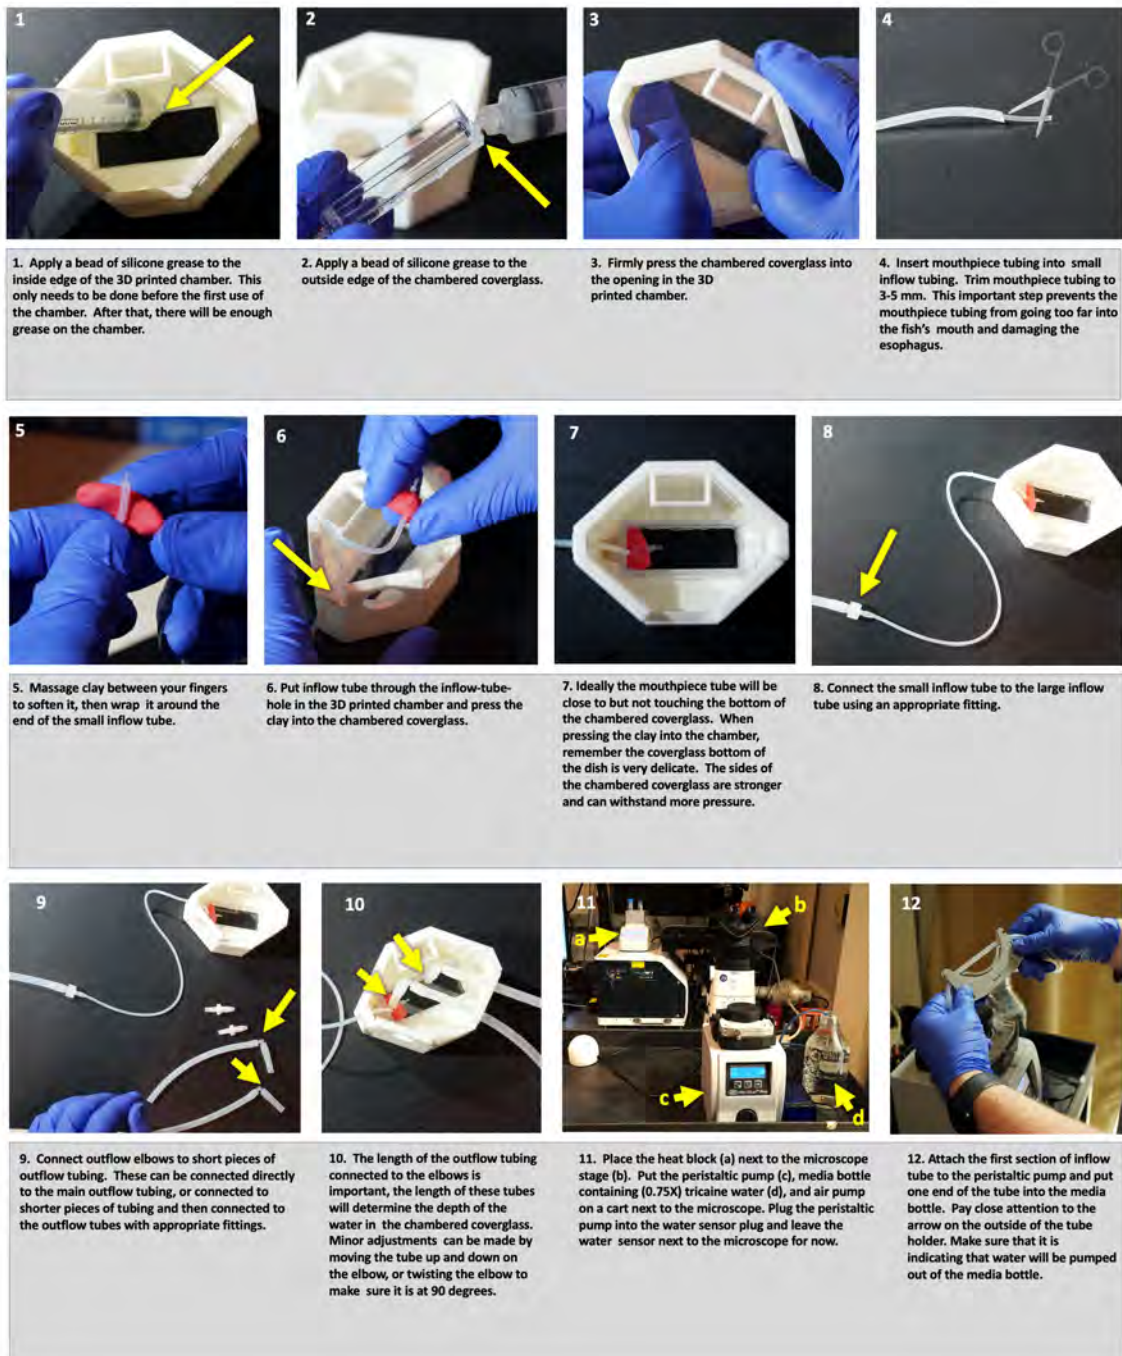 1
2
3
4
1. Apply a bead of silicone grease to the
inside edge of the 3D printed chamber. This
only needs to be done before the first use of
the chamber. After that, there will be enough
grease on the chamber.
2. Apply a bead of silicone grease to the
outside edge of the chambered coverglass.
3. Firmly press the chambered coverglass into
the opening in the 3D
printed chamber.
4. Insert mouthpiece tubing into small
inflow tubing. Trim mouthpiece tubing to
3-5 mm. This important step prevents the
mouthpiece tubing from going too far into
the fish's mouth and damaging the
esophagus.
5
6
7
8
5. Massage clay between your fingers
to soften it, then wrap it around the
end of the small inflow tube.
6. Put inflow tube through the inflow-tube-
hole in the 3D printed chamber and press the
clay into the chambered coverglass.
7. Ideally the mouthpiece tube will be
close to but not touching the bottom of
the chambered coverglass. When
pressing the clay into the chamber,
remember the coverglass bottom of
the dish is very delicate. The sides of
the chambered coverglass are stronger
and can withstand more pressure.
8. Connect the small inflow tube to the large inflow
tube using an appropriate fitting.
9
10
11
a
b
c
d
12
9. Connect outflow elbows to short pieces of
outflow tubing. These can be connected directly
to the main outflow tubing, or connected to
shorter pieces of tubing and then connected to
the outflow tubes with appropriate fittings.
10. The length of the outflow tubing
connected to the elbows is
important, the length of these tubes
will determine the depth of the
water in the chambered coverglass.
Minor adjustments can be made by
moving the tube up and down on
the elbow, or twisting the elbow to
make sure it is at 90 degrees.
11. Place the heat block (a) next to the microscope
stage (b). Put the peristaltic pump (c), media bottle
containing (0.75X) tricaine water (d), and air pump
on a cart next to the microscope. Plug the peristaltic
pump into the water sensor plug and leave the
water sensor next to the microscope for now.
12. Attach the first section of inflow
tube to the peristaltic pump and put
one end of the tube into the media
bottle. Pay close attention to the
arrow on the outside of the tube
holder. Make sure that it is
indicating that water will be pumped
out of the media bottle.